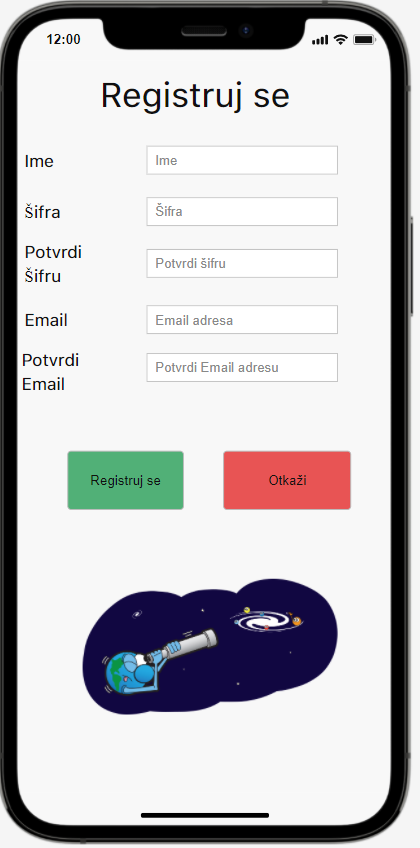 12:00
Registruj se
Ime
Ime
Šifra
Šifra
Potvrdi
Šifru
Potvrdi šifru
Email
Email adresa
Potvrdi
Email
Potvrdi Email adresu
Registruj se
Otkaži